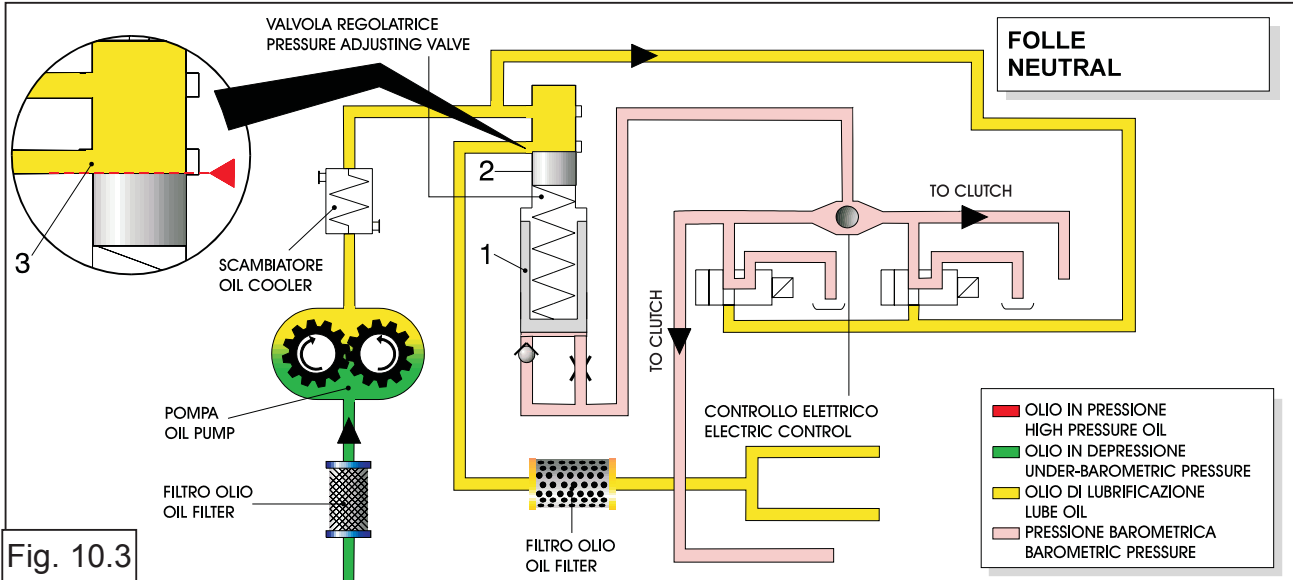 VALVOLA REGOLATRICE
PRESSURE ADJUSTING VALVE
FOLLE
NEUTRAL
3
2
1
SCAMBIATORE
OIL COOLER
TO CLUTCH
TO CLUTCH
POMPA
OIL PUMP
CONTROLLO ELETTRICO
ELECTRIC CONTROL
FILTRO OLIO
OIL FILTER
FILTRO OLIO
OIL FILTER
OLIO IN PRESSIONE
HIGH PRESSURE OIL
OLIO IN DEPRESSIONE
UNDER-BAROMETRIC PRESSURE
OLIO DI LUBRIFICAZIONE
LUBE OIL
PRESSIONE BAROMETRICA
BAROMETRIC PRESSURE
Fig. 10.3